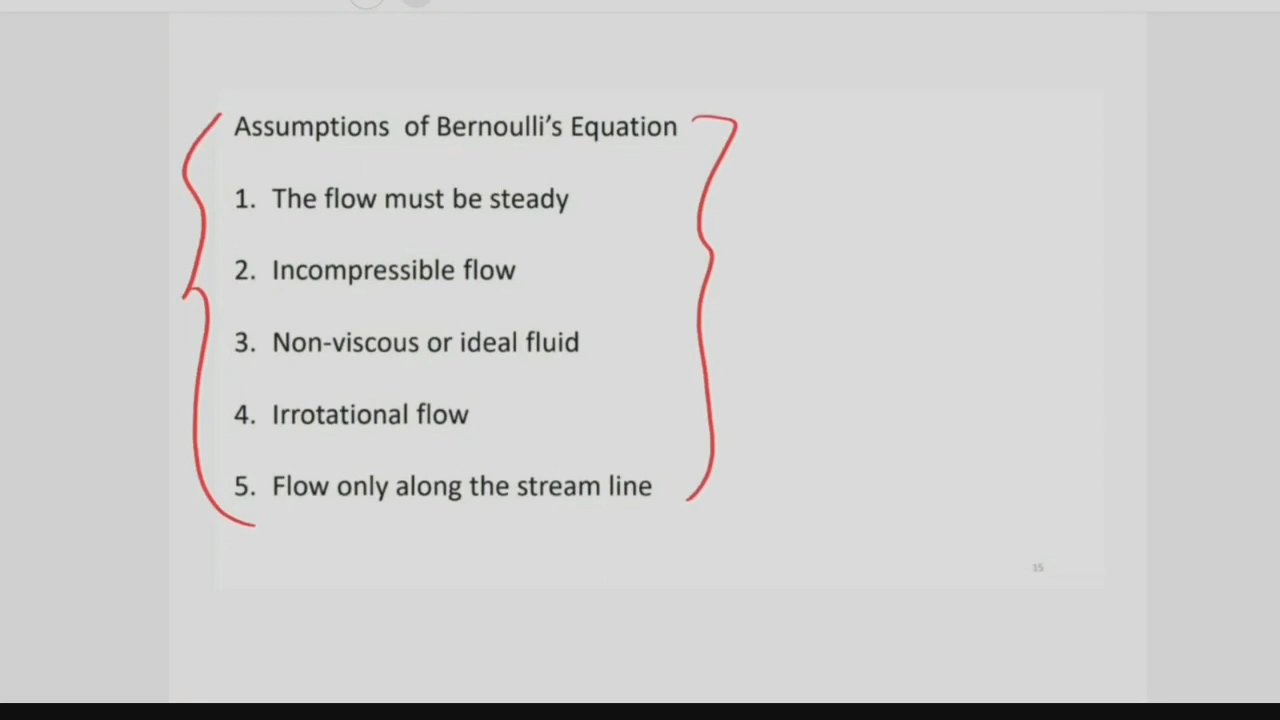 Assumptions of Bernoulli's Equation
1. The flow must be steady
2. Incompressible flow
3. Non-viscous or ideal fluid
4. Irrotational flow
5. Flow only along the stream line
15